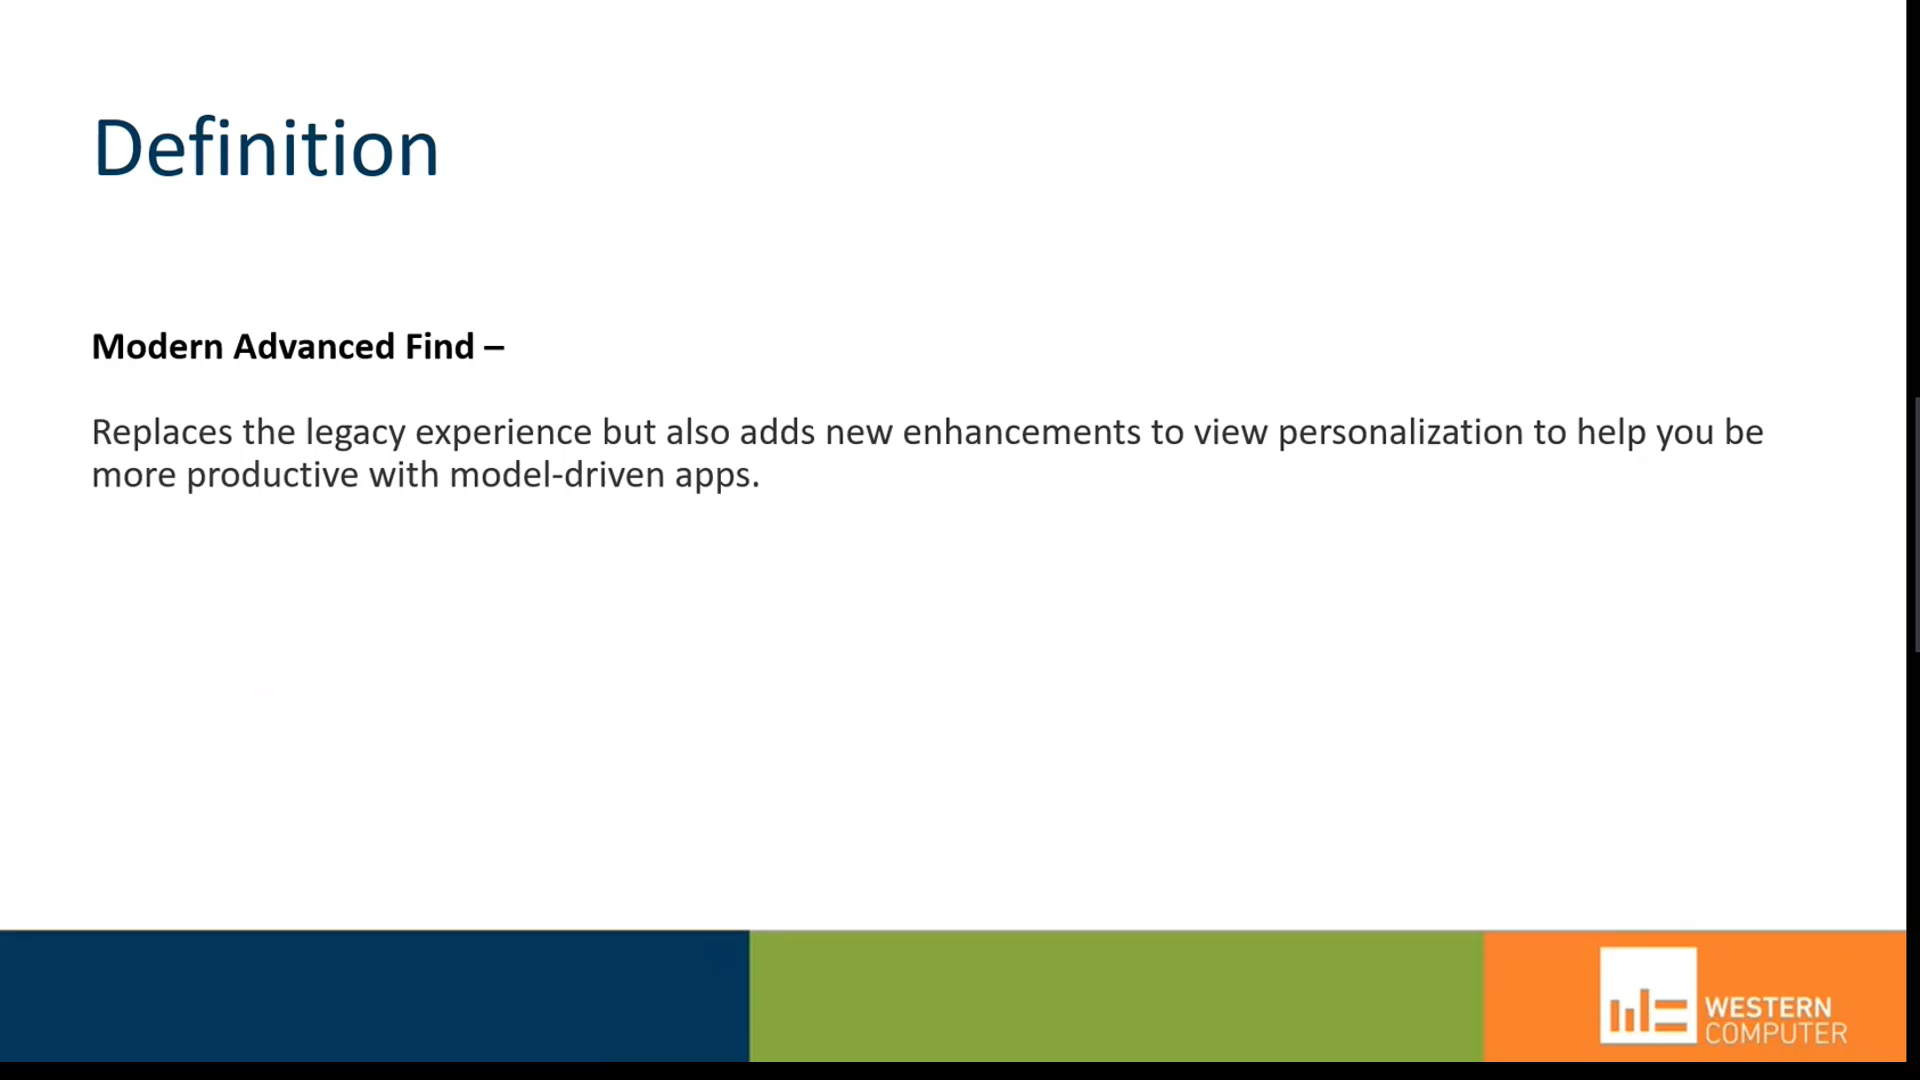 Definition
Modern Advanced Find –
Replaces the legacy experience but also adds new enhancements to view personalization to help you be
more productive with model-driven apps.
WESTERN
COMPUTER